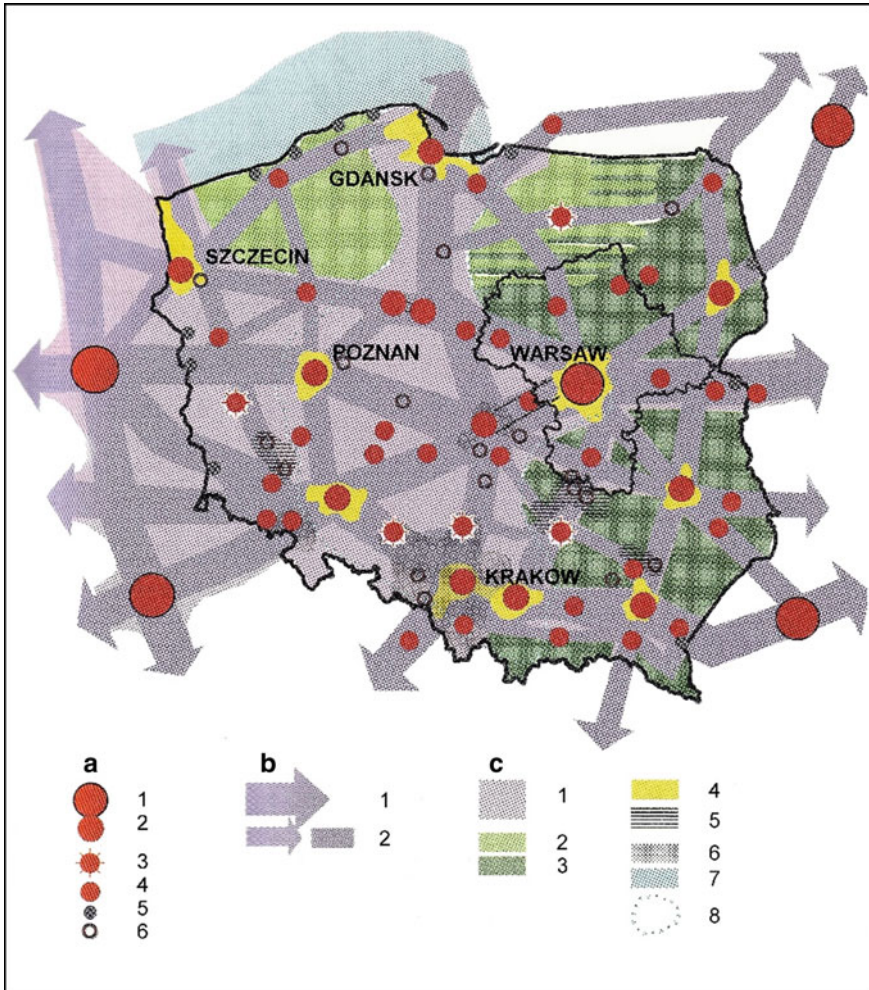 GDANSK
SZCZECIN
POZNAN
WARSAW
KRAKOW
a b c
1 1 1 4
2 2 2 5
3 3 6
4 7
5 8
6